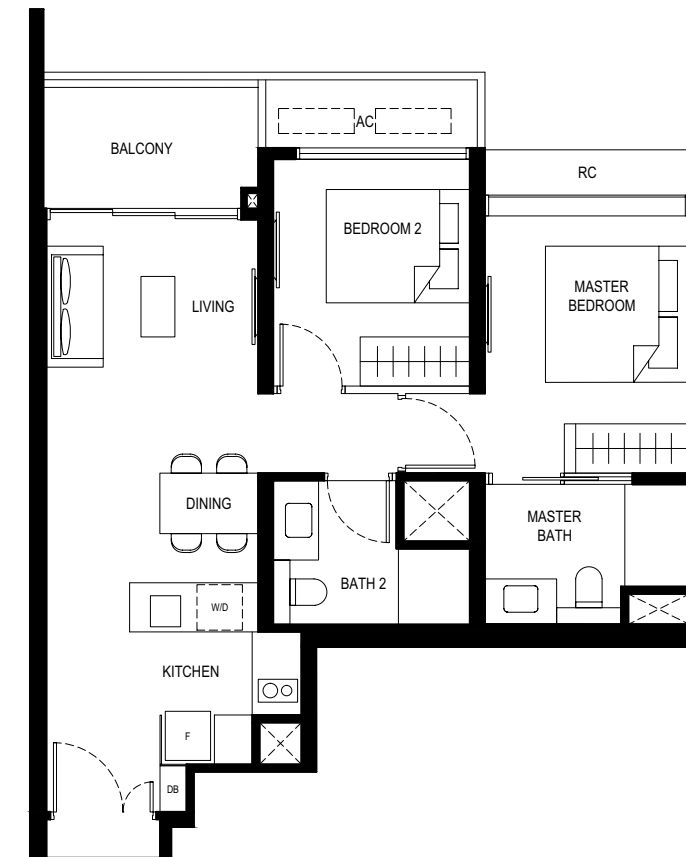 AC
BALCONY
RC
BEDROOM 2
MASTER
BEDROOM
LIVING
DINING
MASTER
BATH
BATH 2
W/D
KITCHEN
F
DB